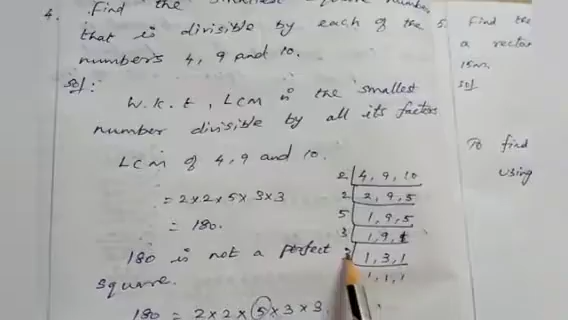 4. Find the smallest square number
that is divisible by each of the
numbers 4, 9 and 10.
Sol:
W.K.t, LCM is the smallest
number divisible by all its factors
LCM of 4, 9 and 10.
= 2×2×5×3×3
= 180.
2 | 4, 9, 10
2 | 2, 9, 5
5 | 1, 9, 5
3 | 1, 9, 1
1, 3, 1
1, 1, 1
180 is not a perfect
square.
180 = 2×2×5×3×3.
5. Find the
a rectan
15m.
Sol
To find
using